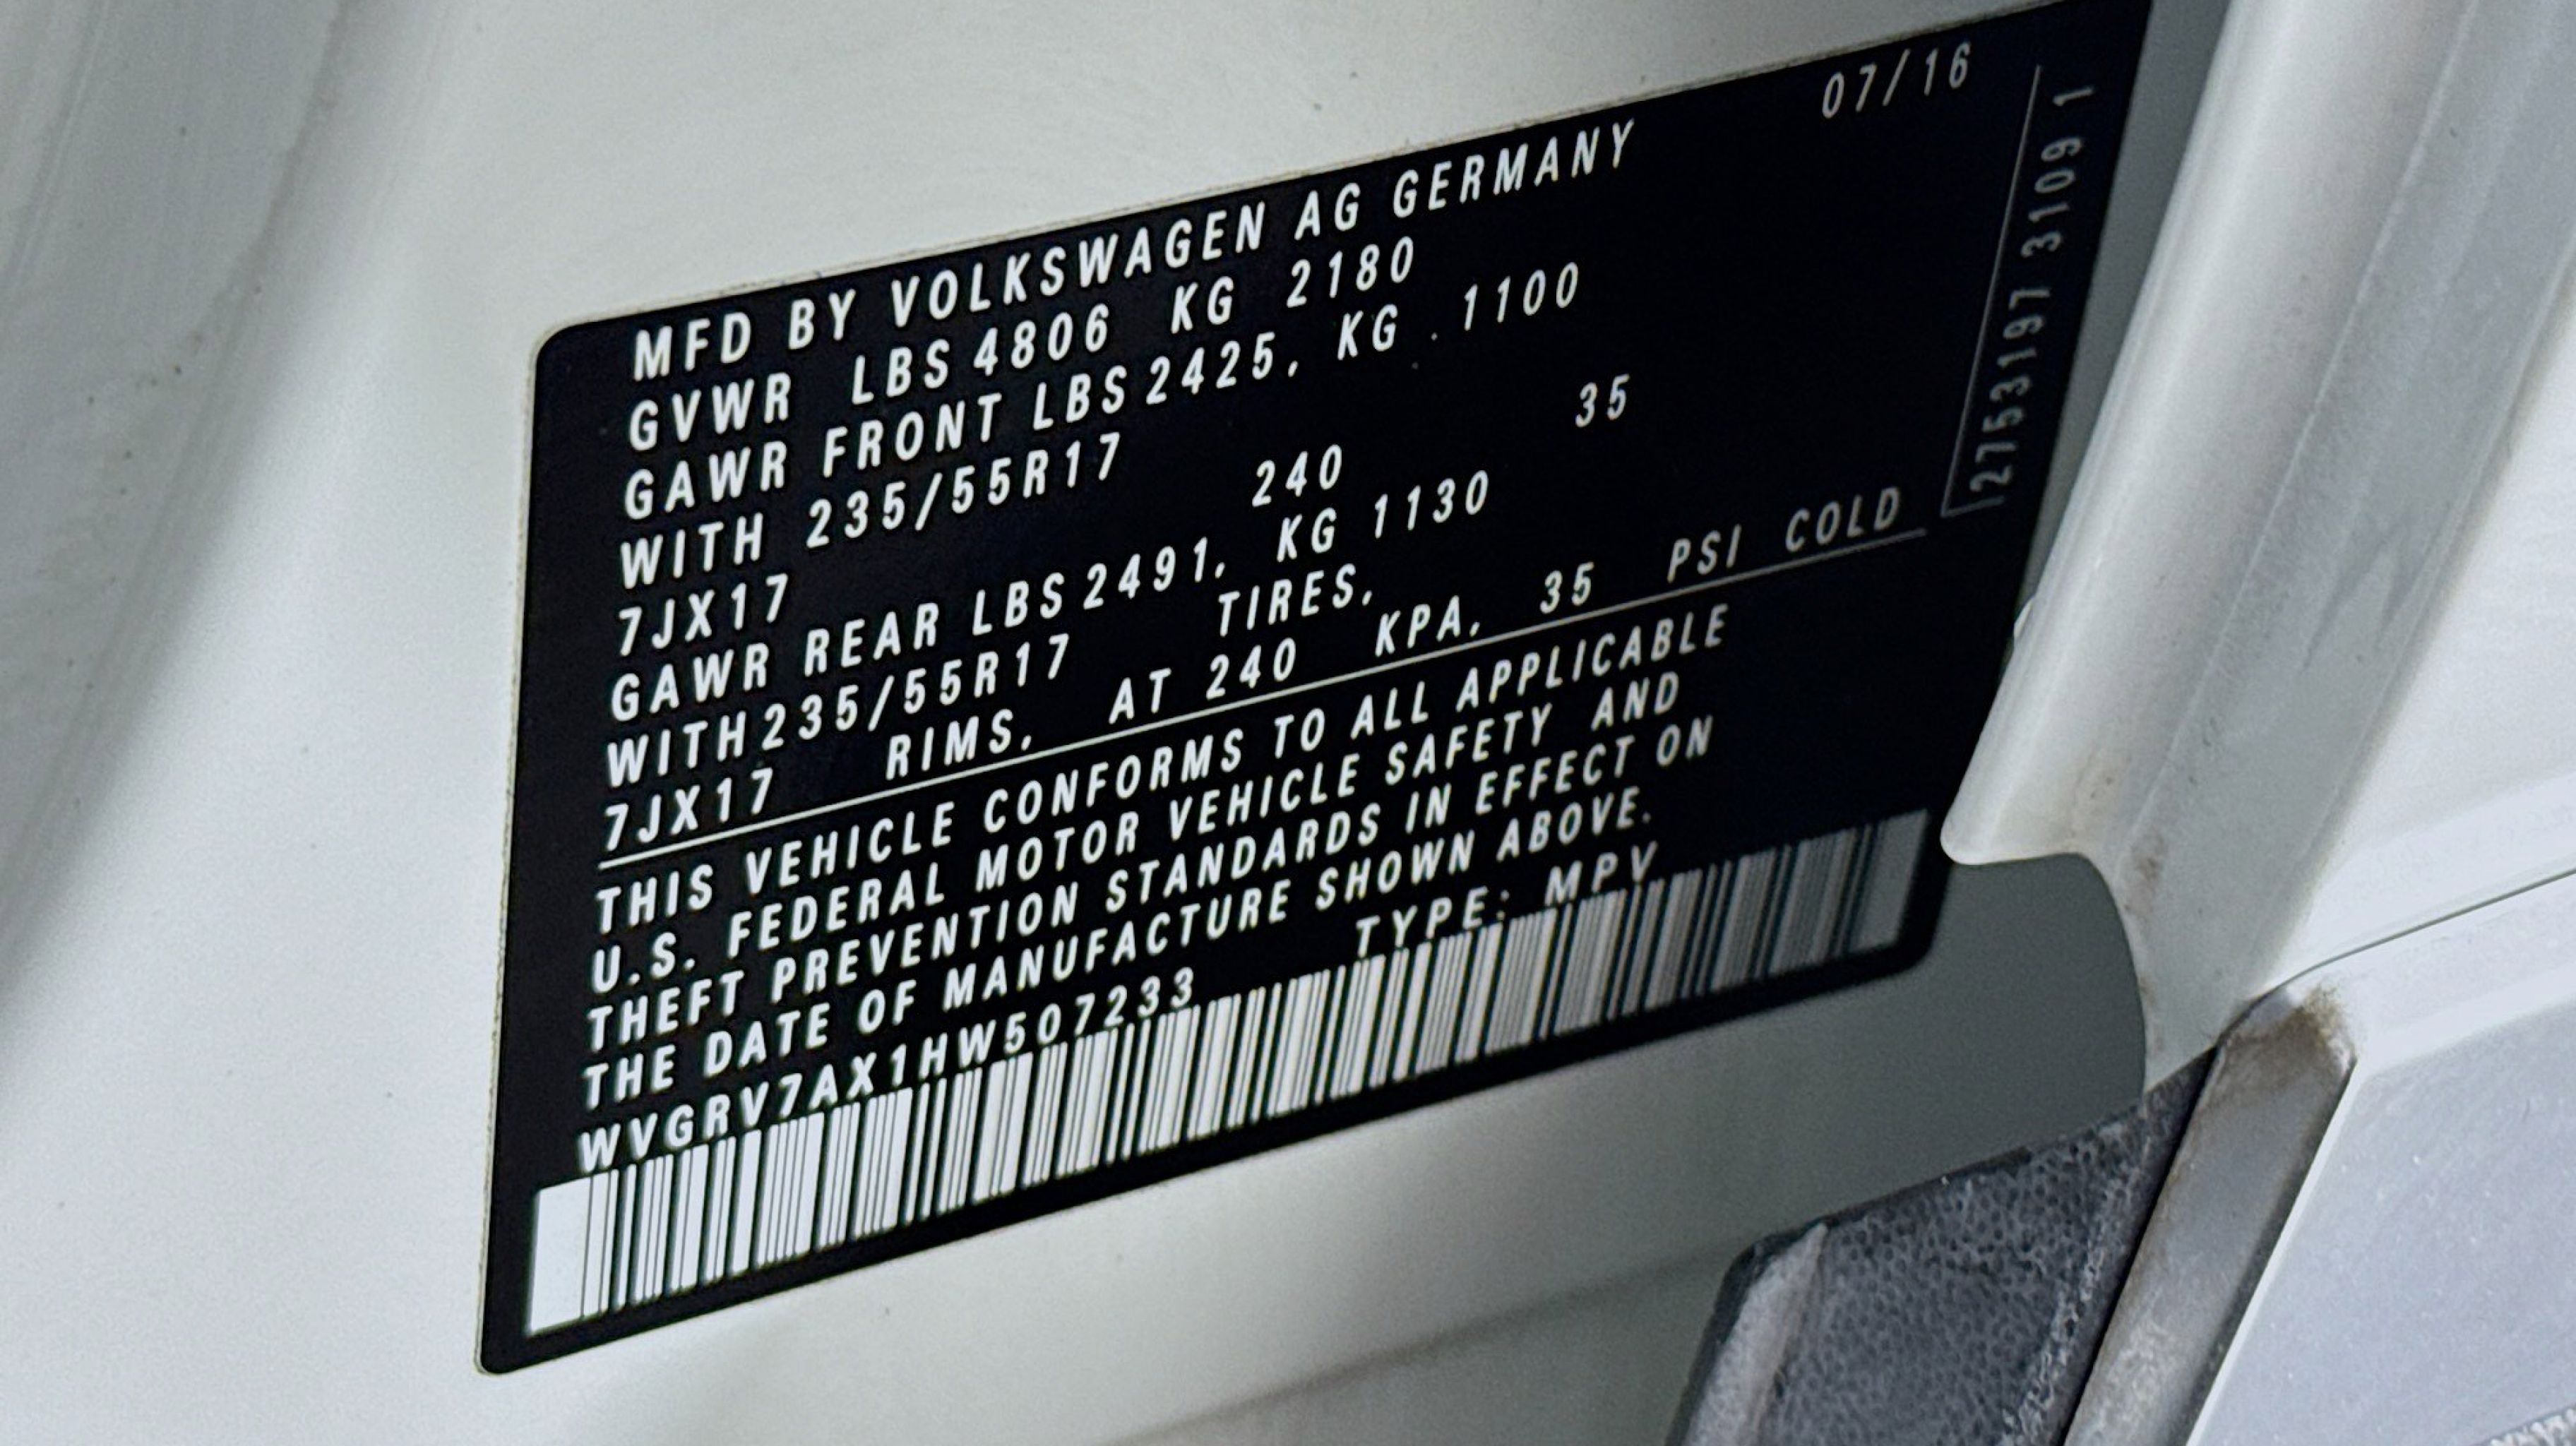 07/16
MFD BY VOLKSWAGEN AG GERMANY
GVWR LBS 4806 KG 2180
GAWR FRONT LBS 2425, KG . 1100
WITH 235/55R17
7JX17 240 35
GAWR REAR LBS 2491, KG 1130
WITH 235/55R17 TIRES,
7JX17 RIMS, AT 240 KPA, 35 PSI COLD
THIS VEHICLE CONFORMS TO ALL APPLICABLE
U.S. FEDERAL MOTOR VEHICLE SAFETY AND
THEFT PREVENTION STANDARDS IN EFFECT ON
THE DATE OF MANUFACTURE SHOWN ABOVE.
WVGRV7AX1HW507233 TYPE: MPV
2753197 3109 1